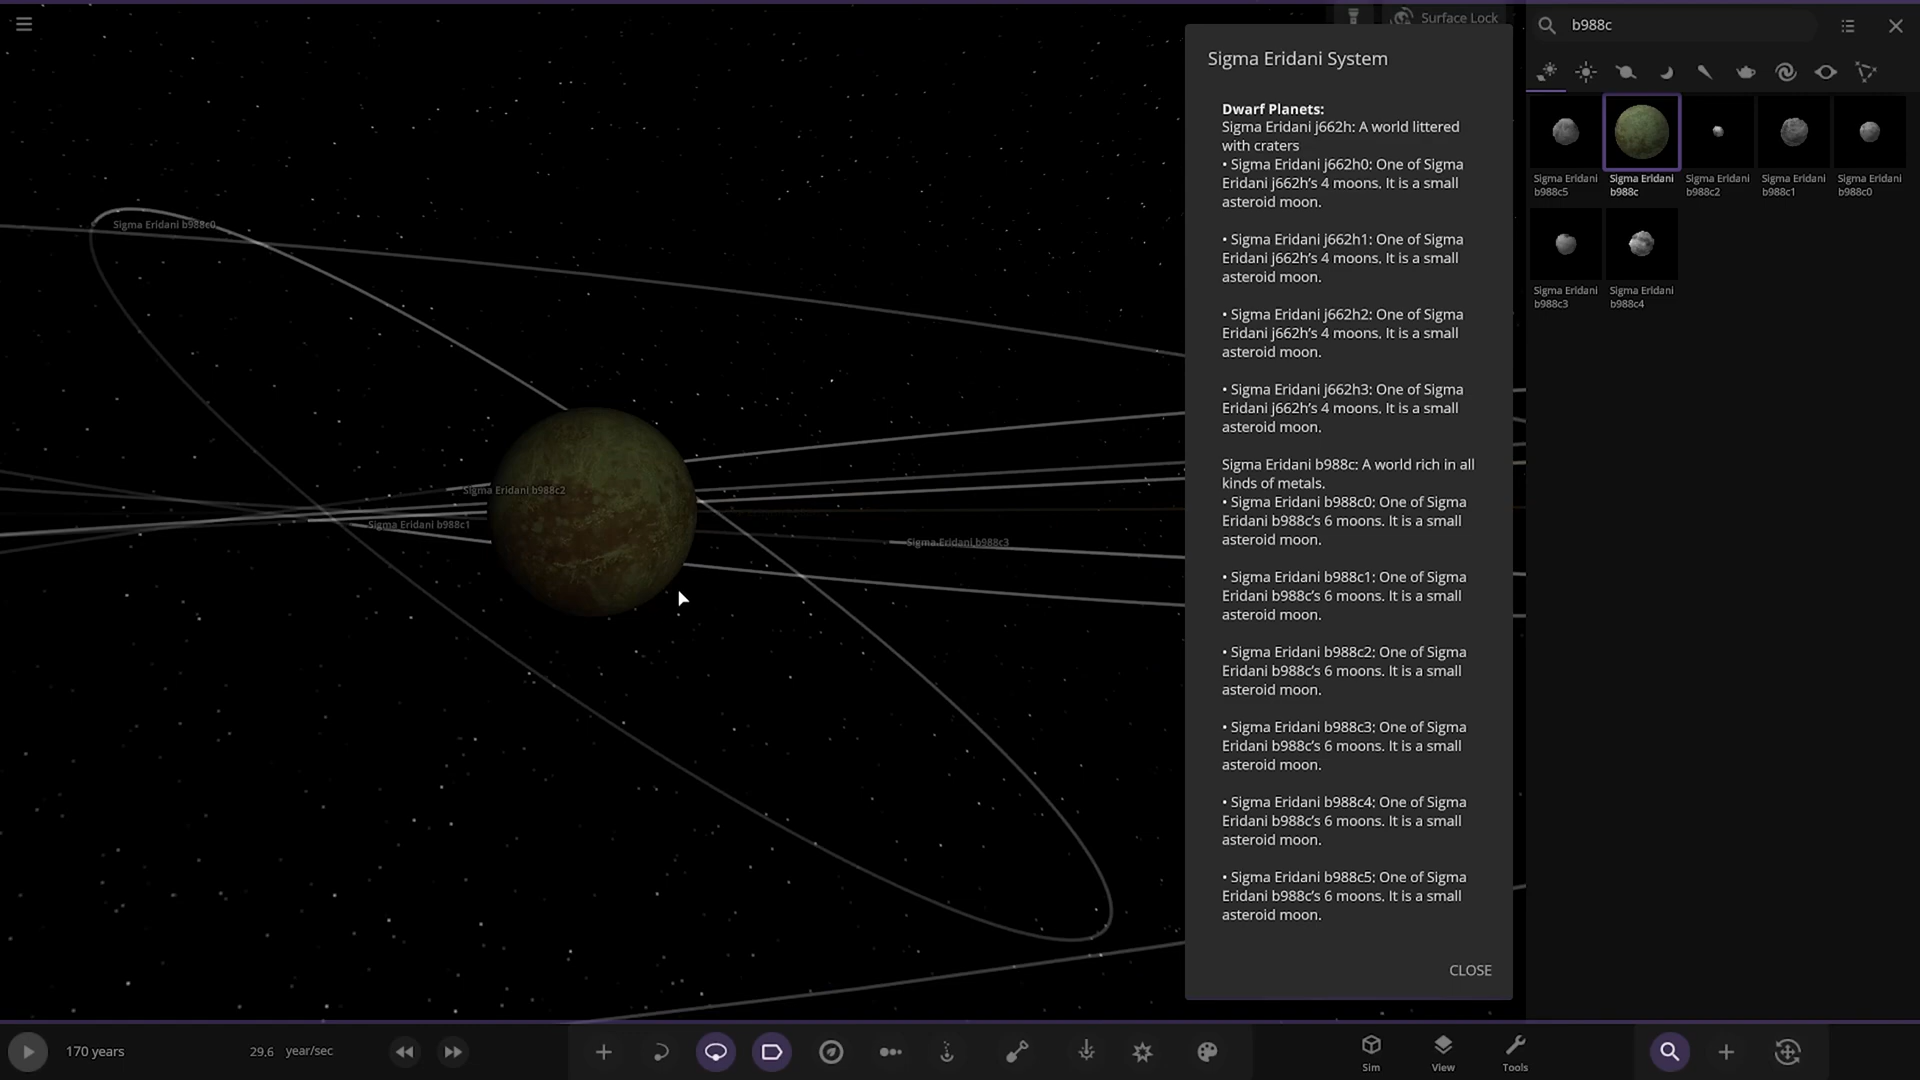 Surface Lock
b988c
Sigma Eridani System
Dwarf Planets:
Sigma Eridani j662h: A world littered
with craters
• Sigma Eridani j662h0: One of Sigma
Eridani j662h’s 4 moons. It is a small
asteroid moon.
• Sigma Eridani j662h1: One of Sigma
Eridani j662h’s 4 moons. It is a small
asteroid moon.
• Sigma Eridani j662h2: One of Sigma
Eridani j662h’s 4 moons. It is a small
asteroid moon.
• Sigma Eridani j662h3: One of Sigma
Eridani j662h’s 4 moons. It is a small
asteroid moon.
Sigma Eridani b988c: A world rich in all
kinds of metals.
• Sigma Eridani b988c0: One of Sigma
Eridani b988c’s 6 moons. It is a small
asteroid moon.
• Sigma Eridani b988c1: One of Sigma
Eridani b988c’s 6 moons. It is a small
asteroid moon.
• Sigma Eridani b988c2: One of Sigma
Eridani b988c’s 6 moons. It is a small
asteroid moon.
• Sigma Eridani b988c3: One of Sigma
Eridani b988c’s 6 moons. It is a small
asteroid moon.
• Sigma Eridani b988c4: One of Sigma
Eridani b988c’s 6 moons. It is a small
asteroid moon.
• Sigma Eridani b988c5: One of Sigma
Eridani b988c’s 6 moons. It is a small
asteroid moon.
CLOSE
Sigma Eridani
b988c5
Sigma Eridani
b988c
Sigma Eridani
b988c2
Sigma Eridani
b988c1
Sigma Eridani
b988c0
Sigma Eridani
b988c3
Sigma Eridani
b988c4
Sigma Eridani b988c0
Sigma Eridani b988c2
Sigma Eridani b988c1
Sigma Eridani b988c3
170 years
29.6 year/sec
Sim
View
Tools